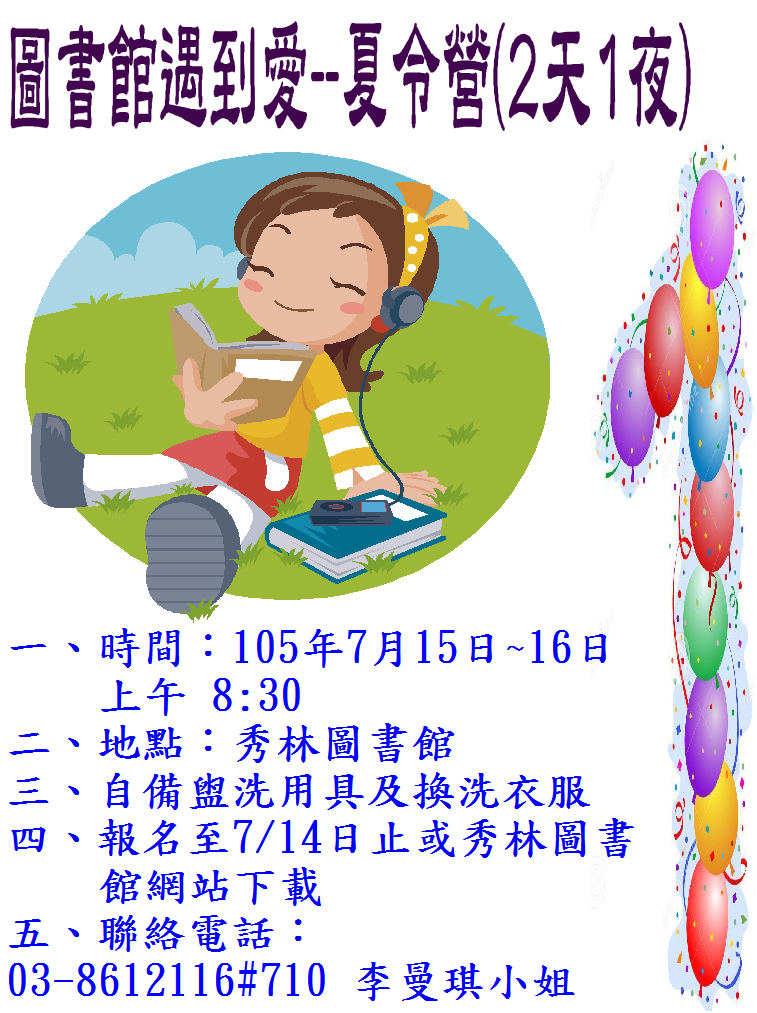 圖書館遇到愛--夏令營(2天1夜)
一、時間：105年7月15日~16日
上午 8:30
二、地點：秀林圖書館
三、自備盥洗用具及換洗衣服
四、報名至7/14日止或秀林圖書
館網站下載
五、聯絡電話：
03-8612116#710 李曼琪小姐